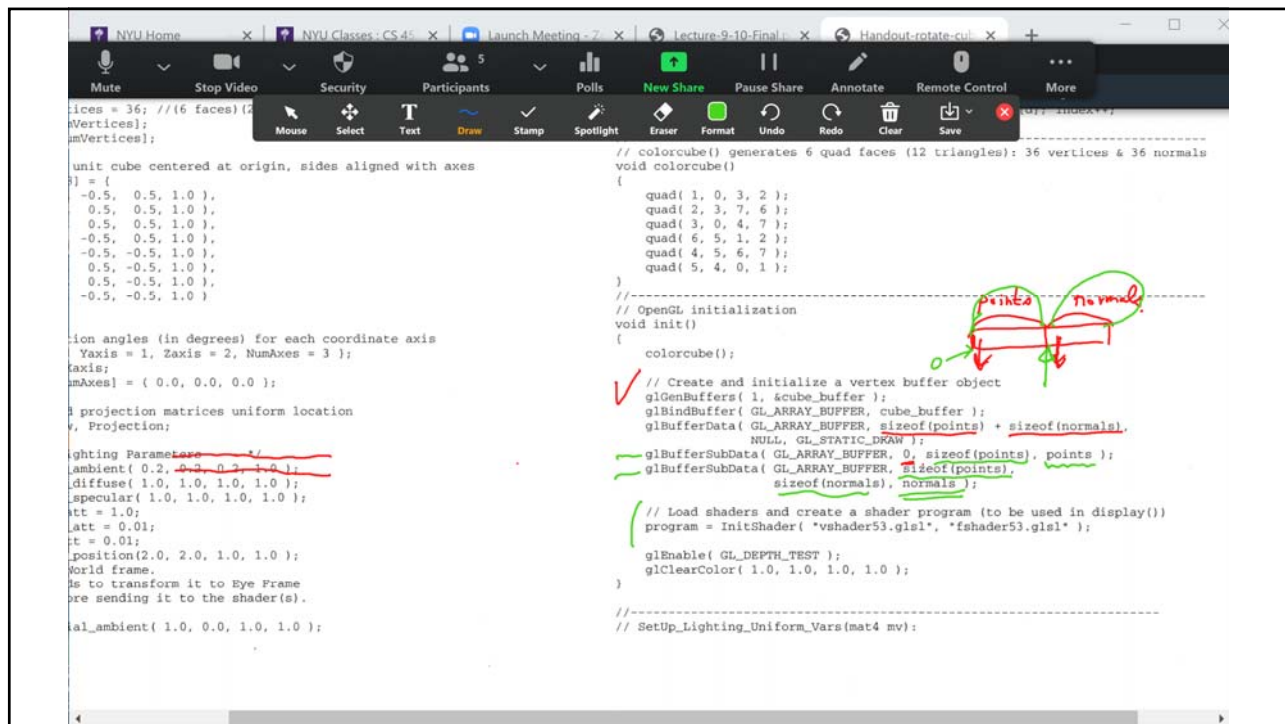 NYU Home
NYU Classes : CS 45
Launch Meeting - Z
Lecture-9-10-Final.p
Handout-rotate-cub
Mute
Stop Video
Security
Participants
5
Polls
New Share
Pause Share
Annotate
Remote Control
More
Mouse
Select
Text
Draw
Stamp
Spotlight
Eraser
Format
Undo
Redo
Clear
Save
ices = 36; //(6 faces)(2
mVertices];
umVertices];
unit cube centered at origin, sides aligned with axes
3] = {
-0.5, 0.5, 1.0 ),
0.5, 0.5, 1.0 ),
0.5, 0.5, 1.0 ),
-0.5, 0.5, 1.0 ),
-0.5, -0.5, 1.0 ),
0.5, -0.5, 1.0 ),
0.5, -0.5, 1.0 ),
-0.5, -0.5, 1.0 )
ion angles (in degrees) for each coordinate axis
Yaxis = 1, Zaxis = 2, NumAxes = 3 };
Xaxis;
mAxes] = { 0.0, 0.0, 0.0 };
d projection matrices uniform location
w, Projection;
ghting Parameters */
_ambient( 0.2, 0.2, 0.2, 1.0 );
_diffuse( 1.0, 1.0, 1.0, 1.0 );
_specular( 1.0, 1.0, 1.0, 1.0 );
att = 1.0;
_att = 0.01;
tt = 0.01;
_position(2.0, 2.0, 1.0, 1.0 );
World frame.
ds to transform it to Eye Frame
ore sending it to the shader(s).
ial_ambient( 1.0, 0.0, 1.0, 1.0 );
index++;
// colorcube() generates 6 quad faces (12 triangles): 36 vertices & 36 normals
void colorcube()
{
quad( 1, 0, 3, 2 );
quad( 2, 3, 7, 6 );
quad( 3, 0, 4, 7 );
quad( 6, 5, 1, 2 );
quad( 4, 5, 6, 7 );
quad( 5, 4, 0, 1 );
}
//----------------------------------------------------------------------------
points normals
// OpenGL initialization
void init()
{
colorcube();
0
// Create and initialize a vertex buffer object
glGenBuffers( 1, &cube_buffer );
glBindBuffer( GL_ARRAY_BUFFER, cube_buffer );
glBufferData( GL_ARRAY_BUFFER, sizeof(points) + sizeof(normals),
NULL, GL_STATIC_DRAW );
glBufferSubData( GL_ARRAY_BUFFER, 0, sizeof(points), points );
glBufferSubData( GL_ARRAY_BUFFER, sizeof(points),
sizeof(normals), normals );
// Load shaders and create a shader program (to be used in display())
program = InitShader( "vshader53.glsl", "fshader53.glsl" );
glEnable( GL_DEPTH_TEST );
glClearColor( 1.0, 1.0, 1.0, 1.0 );
}
//----------------------------------------------------------------------------
// SetUp_Lighting_Uniform_Vars(mat4 mv):